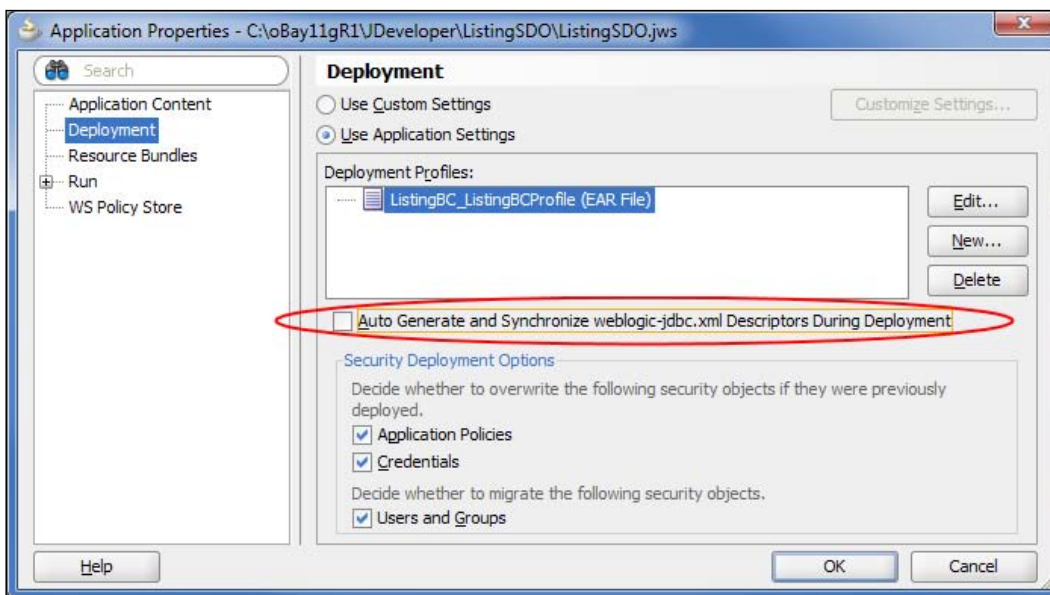 Application Properties - C:\oBay11gR1\JDeveloper\ListingSDO\ListingSDO.jws
Search
Application Content
Deployment
Resource Bundles
Run
WS Policy Store
Deployment
Use Custom Settings
Customize Settings...
Use Application Settings
Deployment Profiles:
ListingBC_ListingBCProfile (EAR File)
Edit...
New...
Delete
Auto Generate and Synchronize weblogic-jdbc.xml Descriptors During Deployment
Security Deployment Options
Decide whether to overwrite the following security objects if they were previously
deployed.
Application Policies
Credentials
Decide whether to migrate the following security objects.
Users and Groups
Help
OK
Cancel